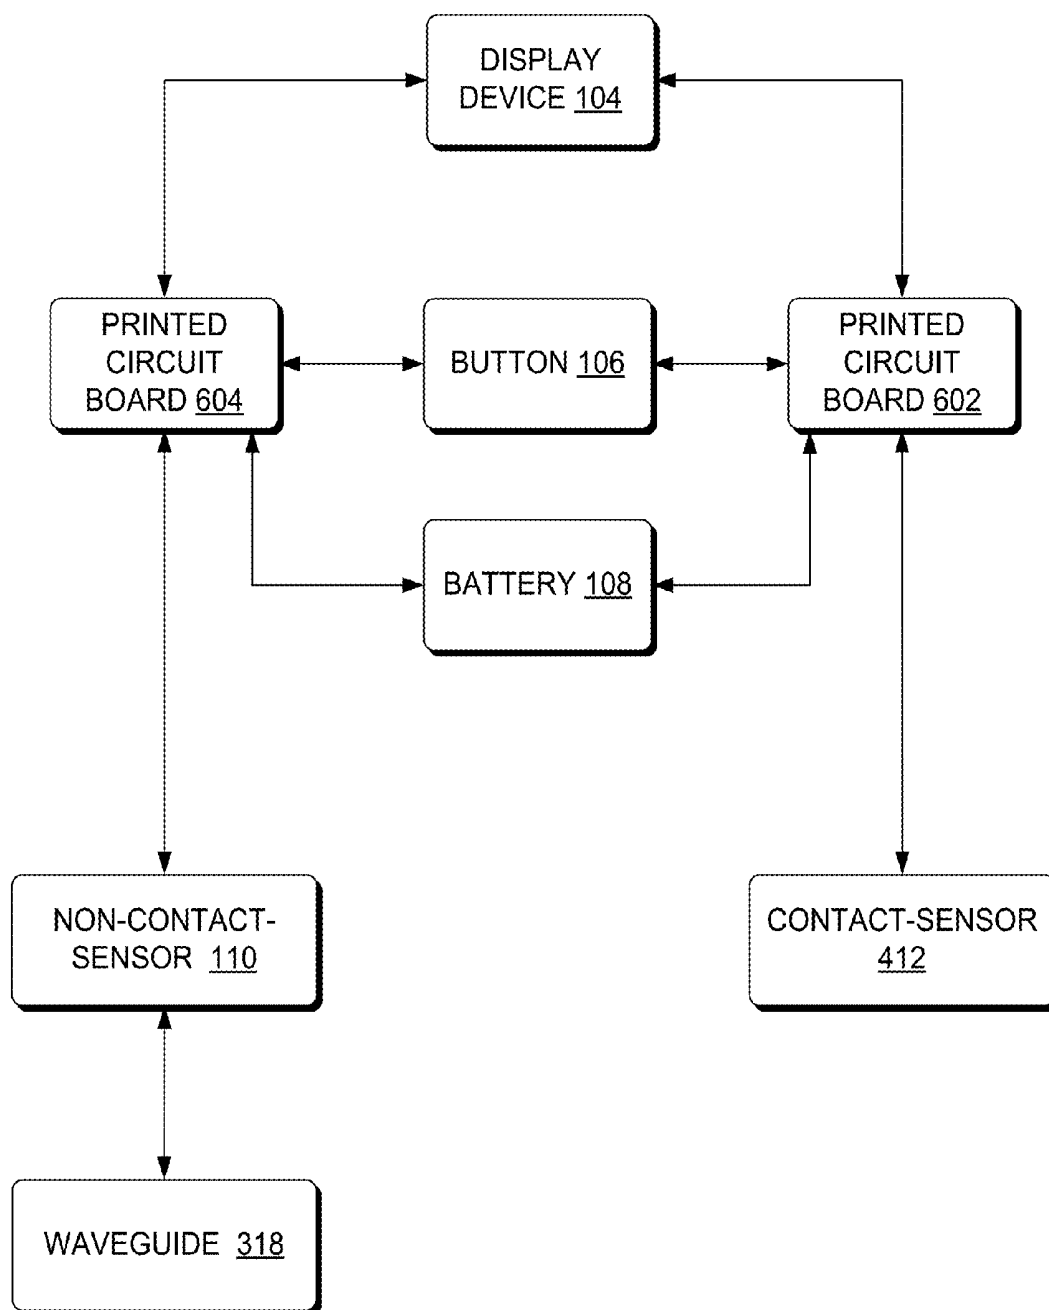 DISPLAY
DEVICE 104
PRINTED
CIRCUIT
BOARD 604
BUTTON 106
PRINTED
CIRCUIT
BOARD 602
BATTERY 108
NON-CONTACT-
SENSOR 110
CONTACT-SENSOR
412
WAVEGUIDE 318